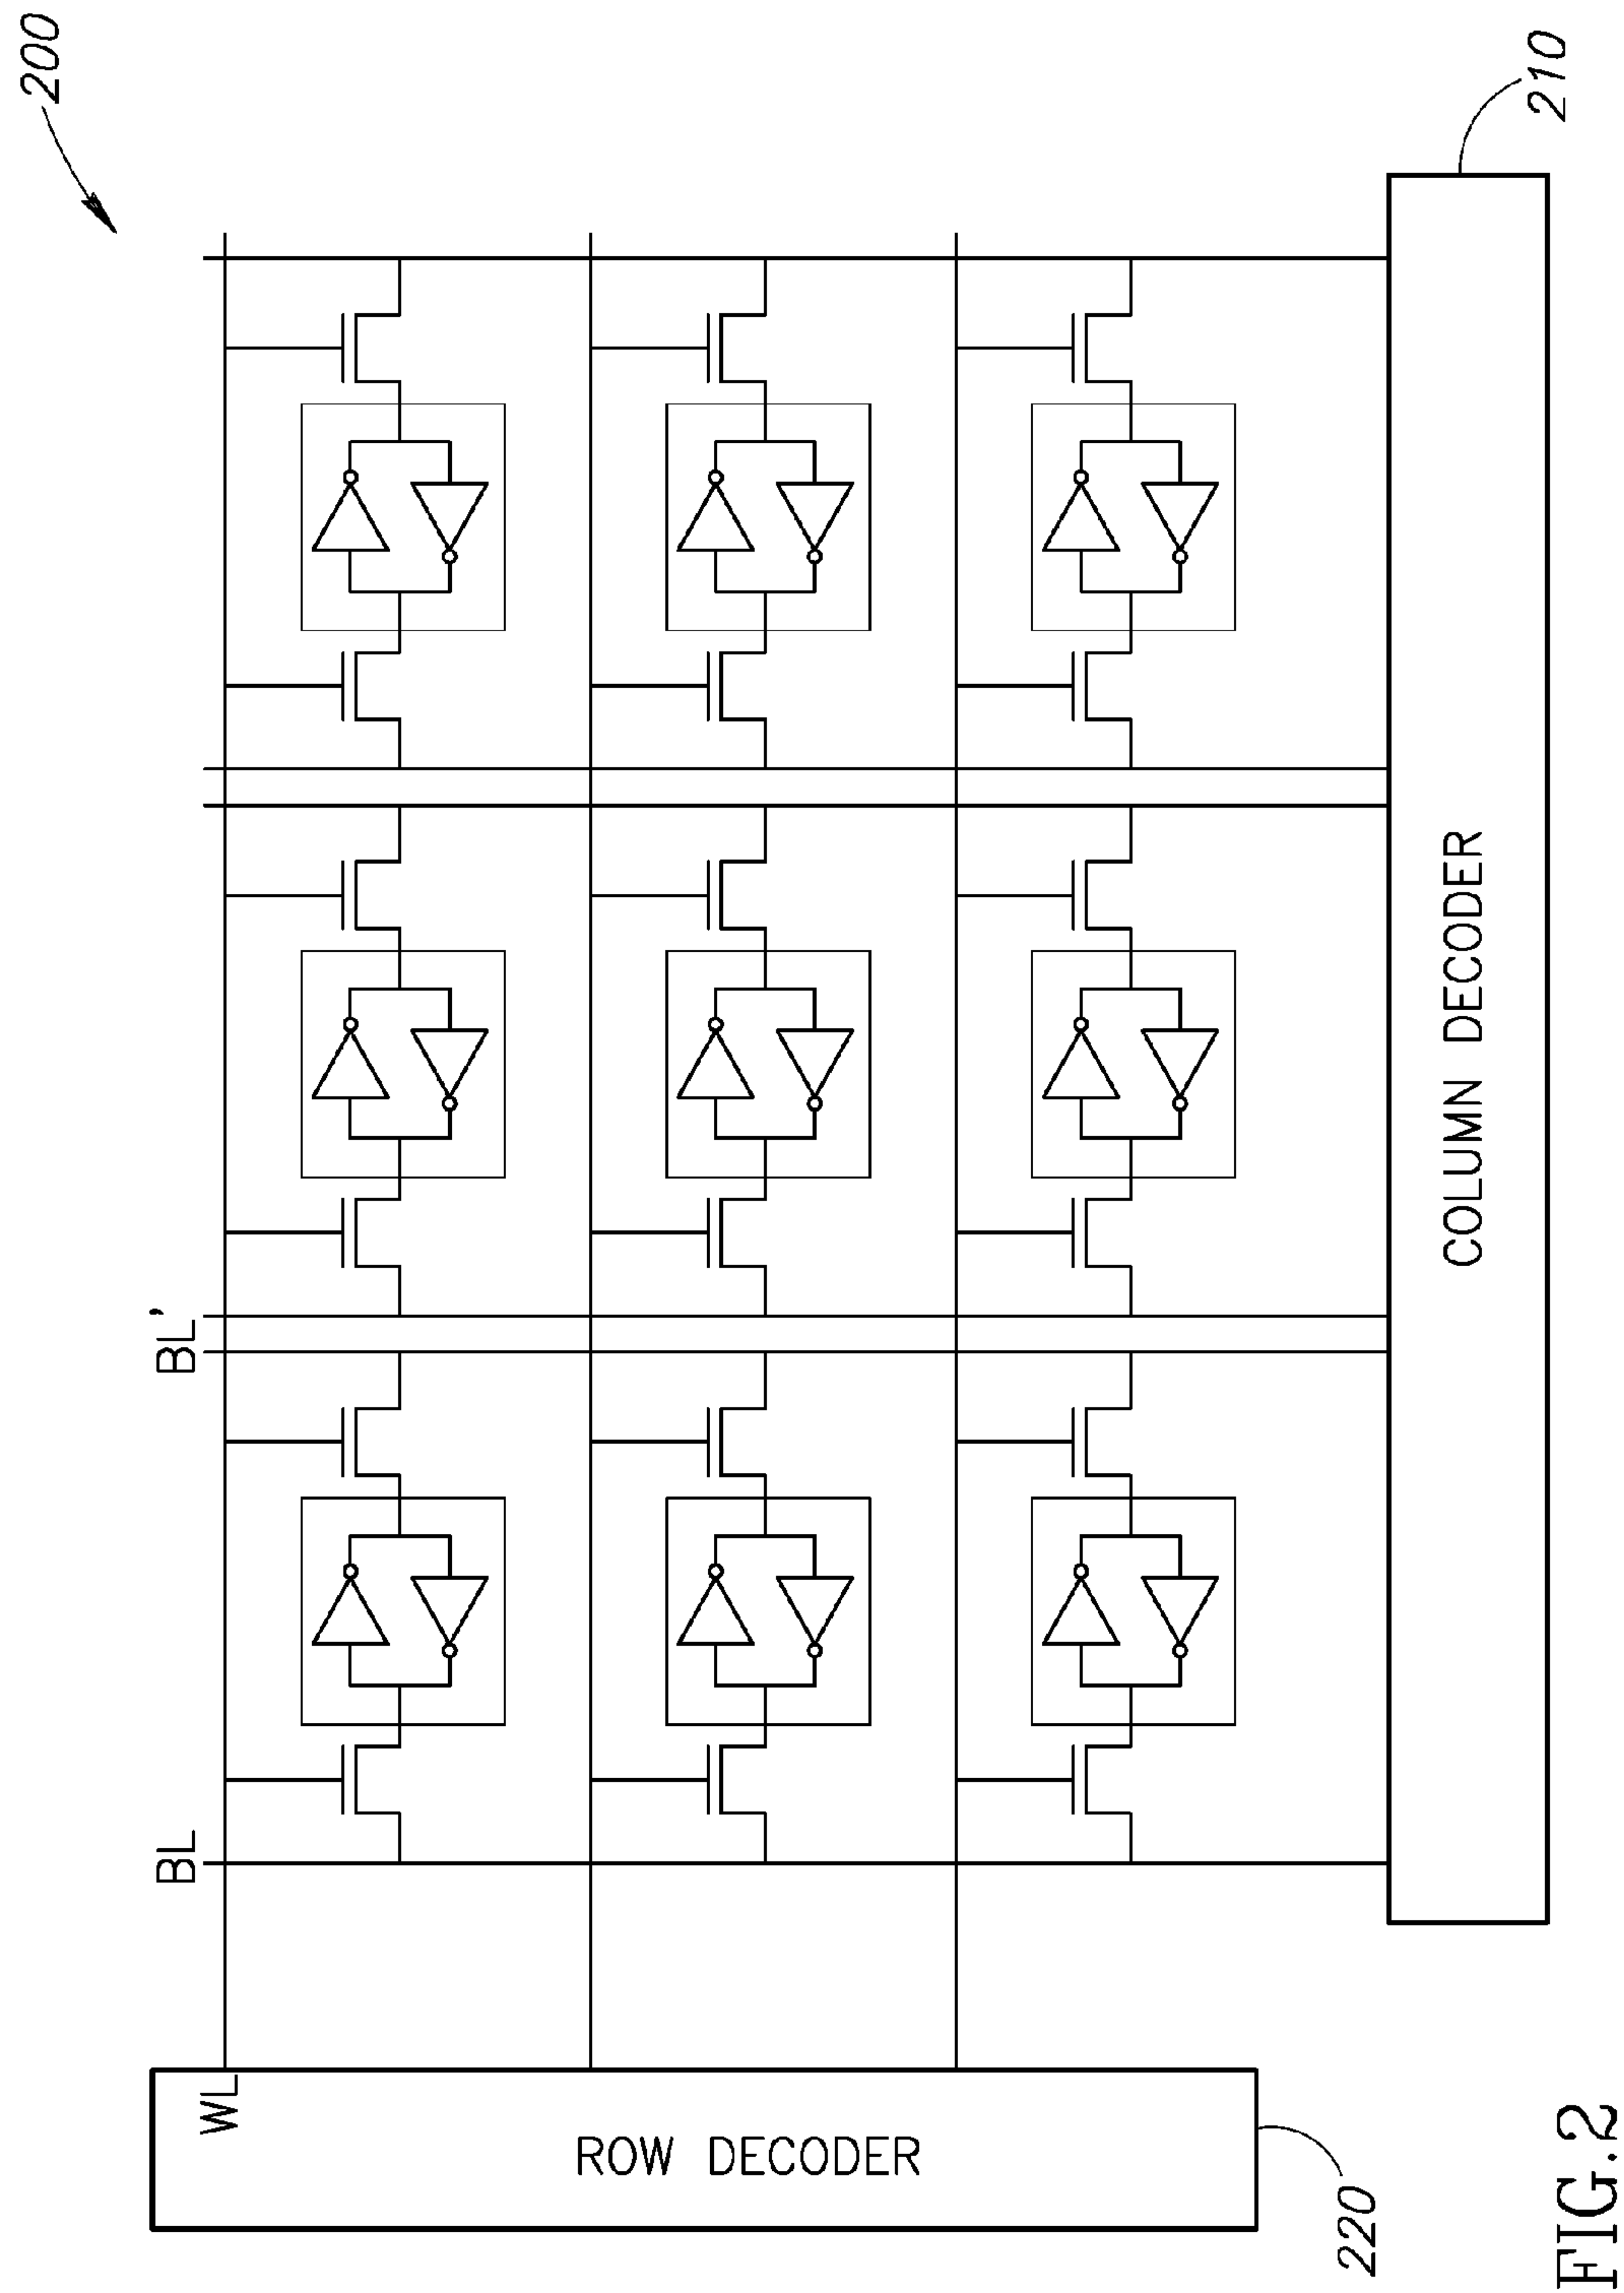 200
BL
BL'
WL
ROW DECODER
220
COLUMN DECODER
210
FIG.2